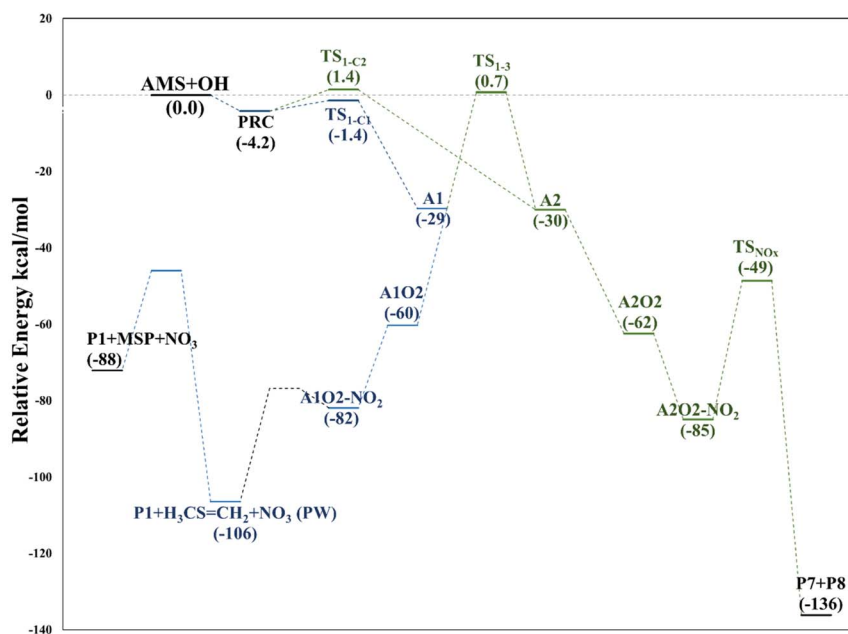 Relative Energy kcal/mol
20
0
-20
-40
-60
-80
-100
-120
-140
AMS+OH
(0.0)
PRC
(-4.2)
TS1-C2
(1.4)
TS1-C1
(-1.4)
TS1-3
(0.7)
A1
(-29)
A2
(-30)
A1O2
(-60)
A2O2
(-62)
TSNOx
(-49)
P1+MSP+NO3
(-88)
A1O2-NO2
(-82)
A2O2-NO2
(-85)
P1+H3CS=CH2+NO3 (PW)
(-106)
P7+P8
(-136)